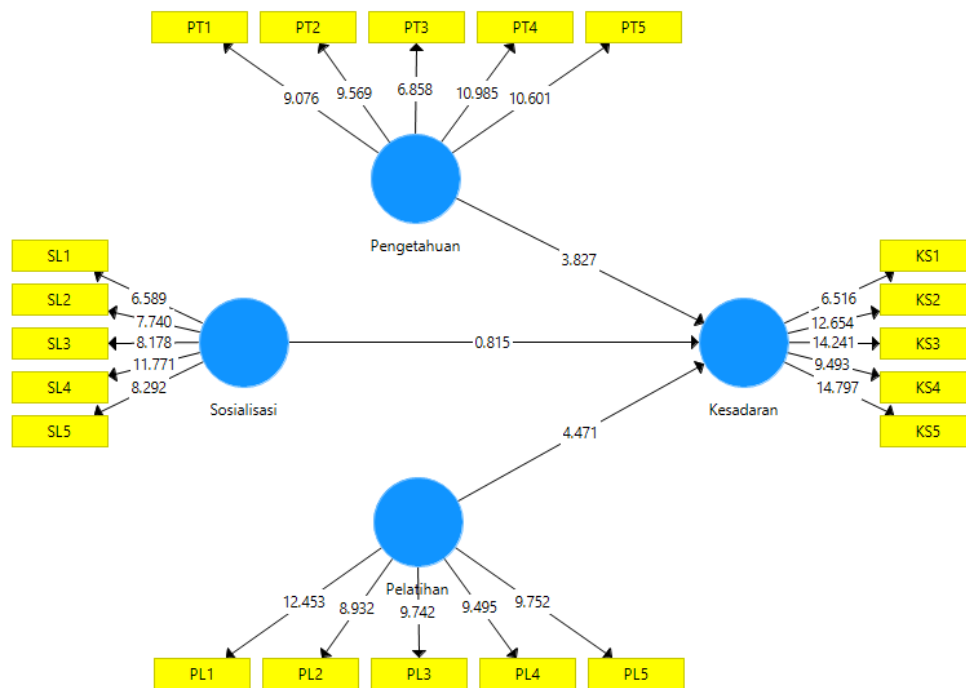 PT1
PT2
PT3
PT4
PT5
9.076
9.569
6.858
10.985
10.601
Pengetahuan
3.827
SL1
SL2
SL3
SL4
SL5
6.589
7.740
8.178
11.771
8.292
Sosialisasi
0.815
KS1
KS2
KS3
KS4
KS5
6.516
12.654
14.241
9.493
14.797
Kesadaran
4.471
Pelatihan
12.453
8.932
9.742
9.495
9.752
PL1
PL2
PL3
PL4
PL5